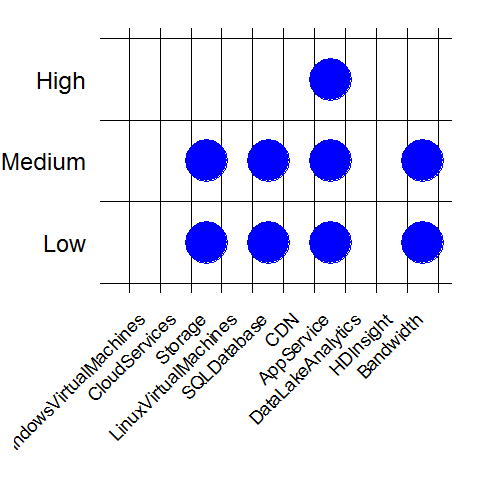 High
Medium
Low
ndowsVirtualMachines
CloudServices
Storage
LinuxVirtualMachines
SQLDatabase
CDN
AppService
DataLakeAnalytics
HDInsight
Bandwidth